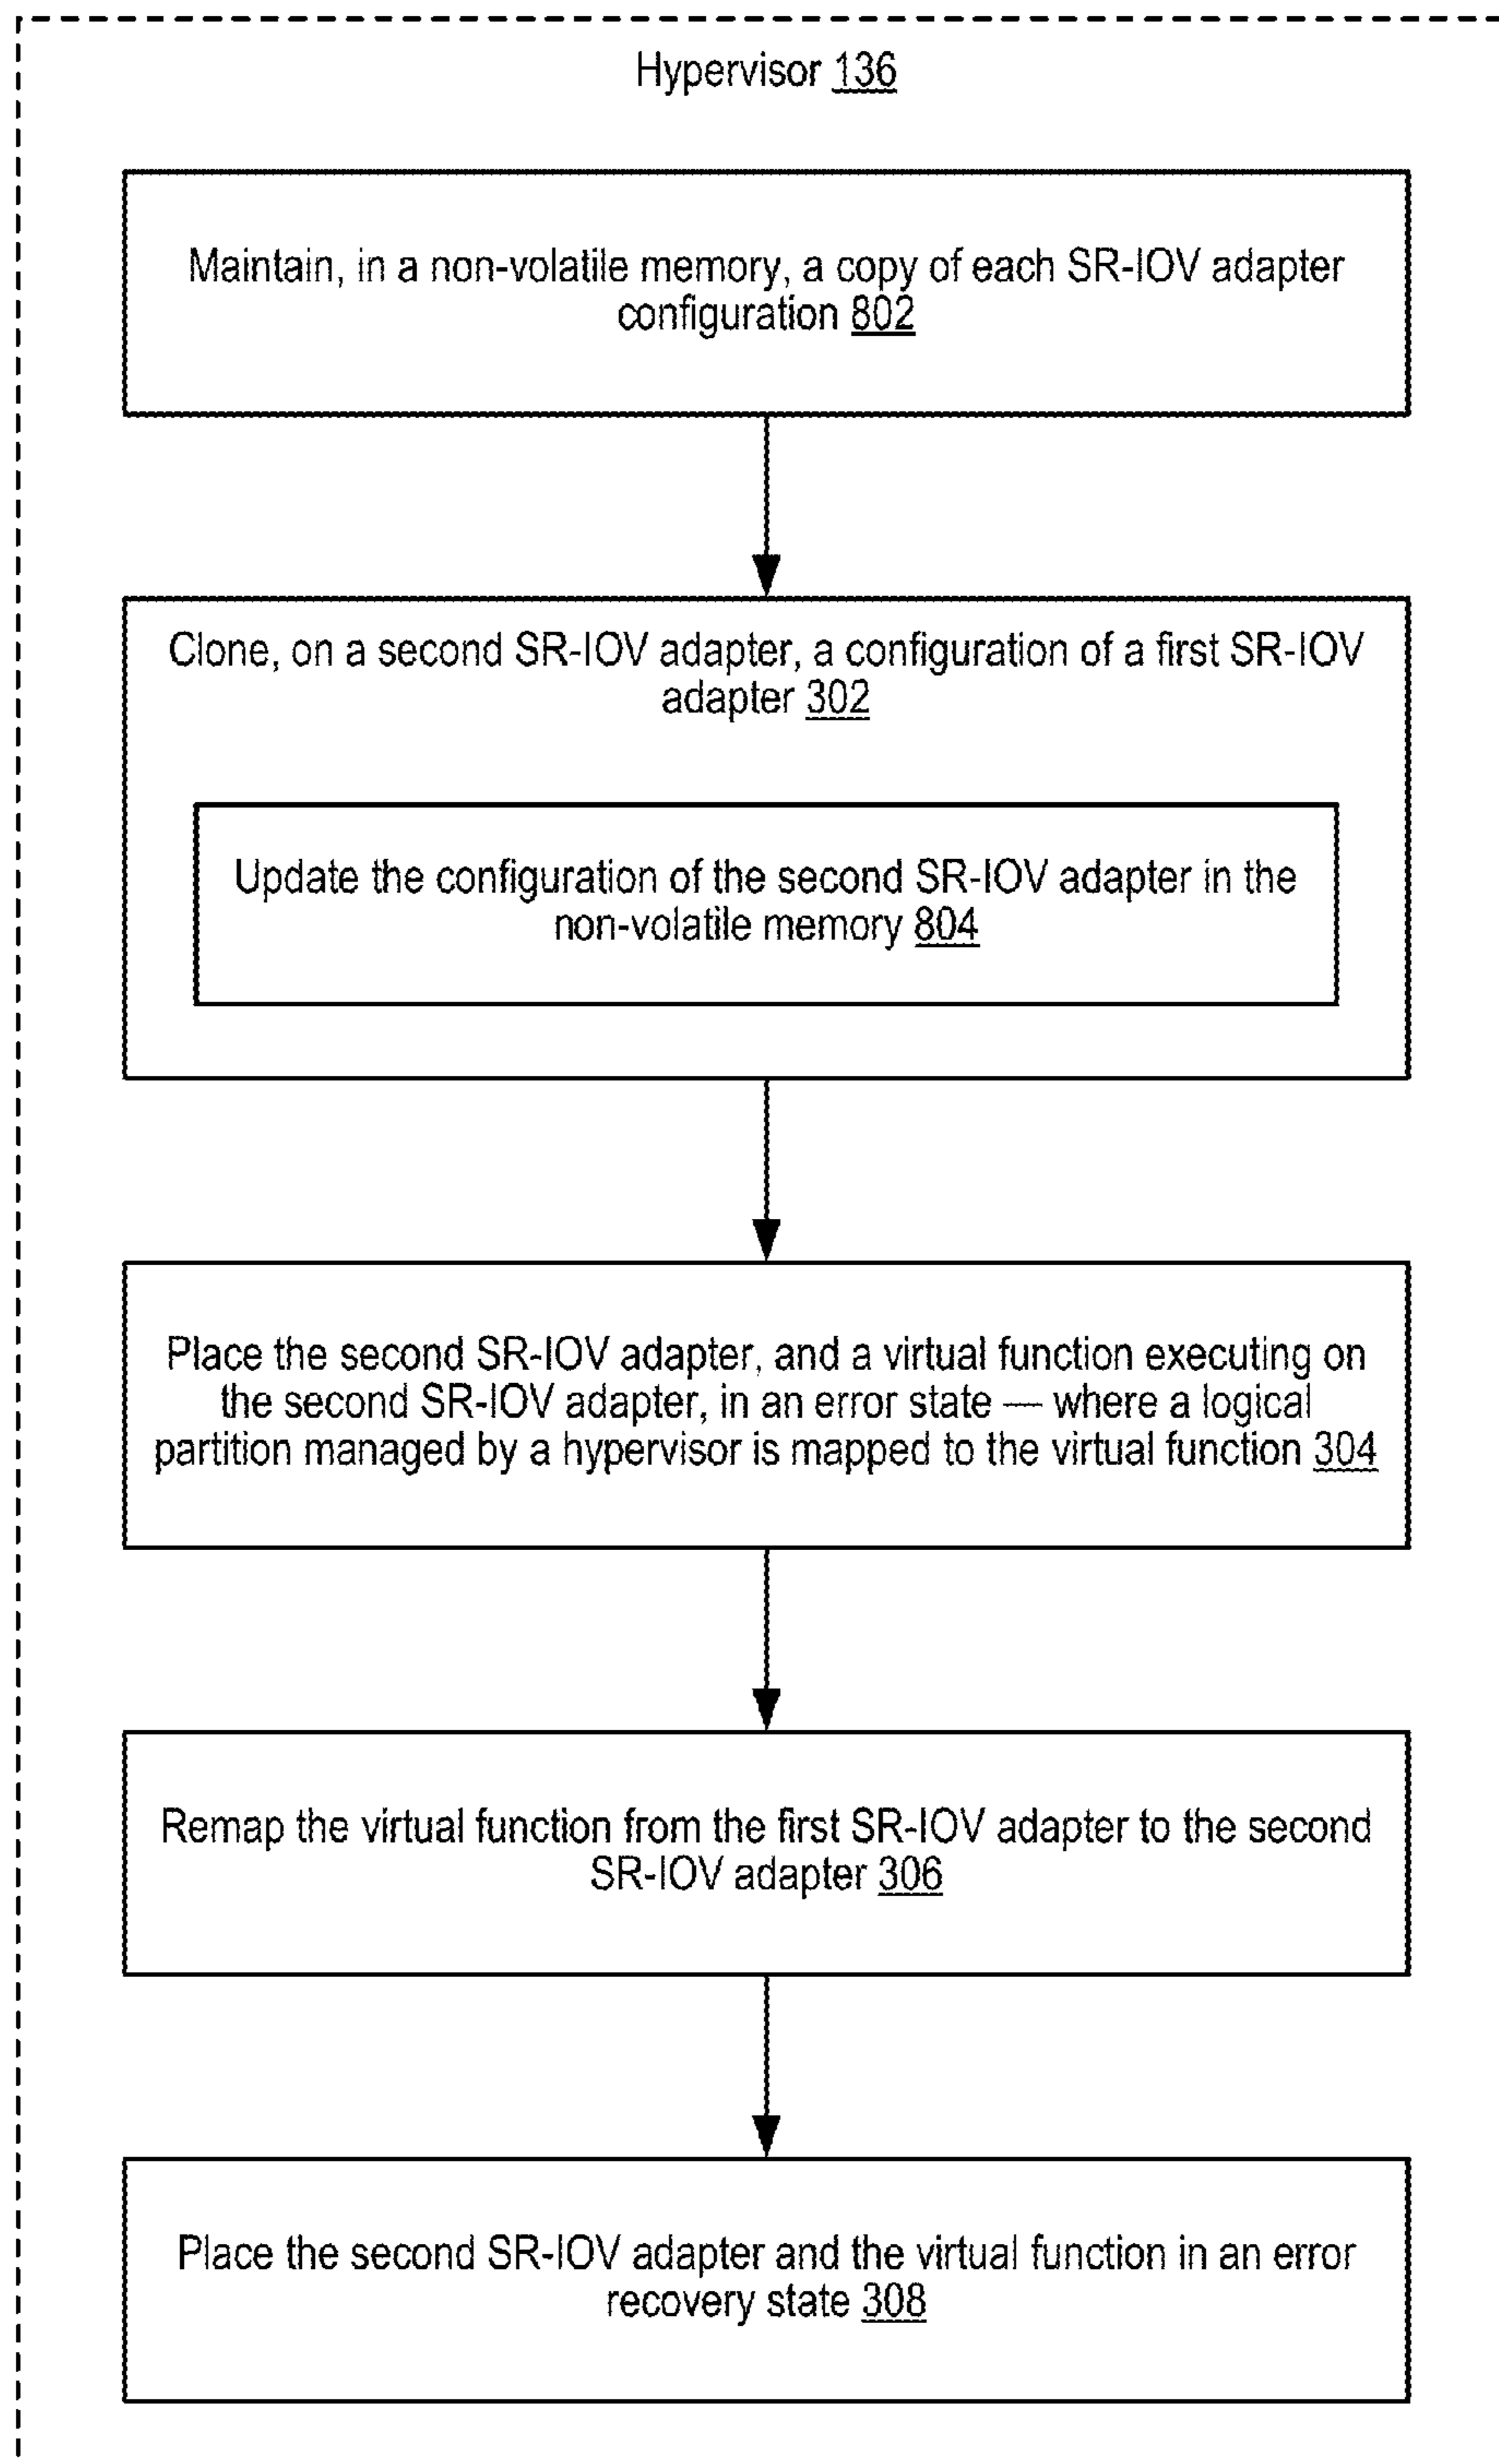 Hypervisor 136
Maintain, in a non-volatile memory, a copy of each SR-IOV adapter
configuration 802
Clone, on a second SR-IOV adapter, a configuration of a first SR-IOV
adapter 302
Update the configuration of the second SR-IOV adapter in the
non-volatile memory 804
Place the second SR-IOV adapter, and a virtual function executing on
the second SR-IOV adapter, in an error state — where a logical
partition managed by a hypervisor is mapped to the virtual function 304
Remap the virtual function from the first SR-IOV adapter to the second
SR-IOV adapter 306
Place the second SR-IOV adapter and the virtual function in an error
recovery state 308